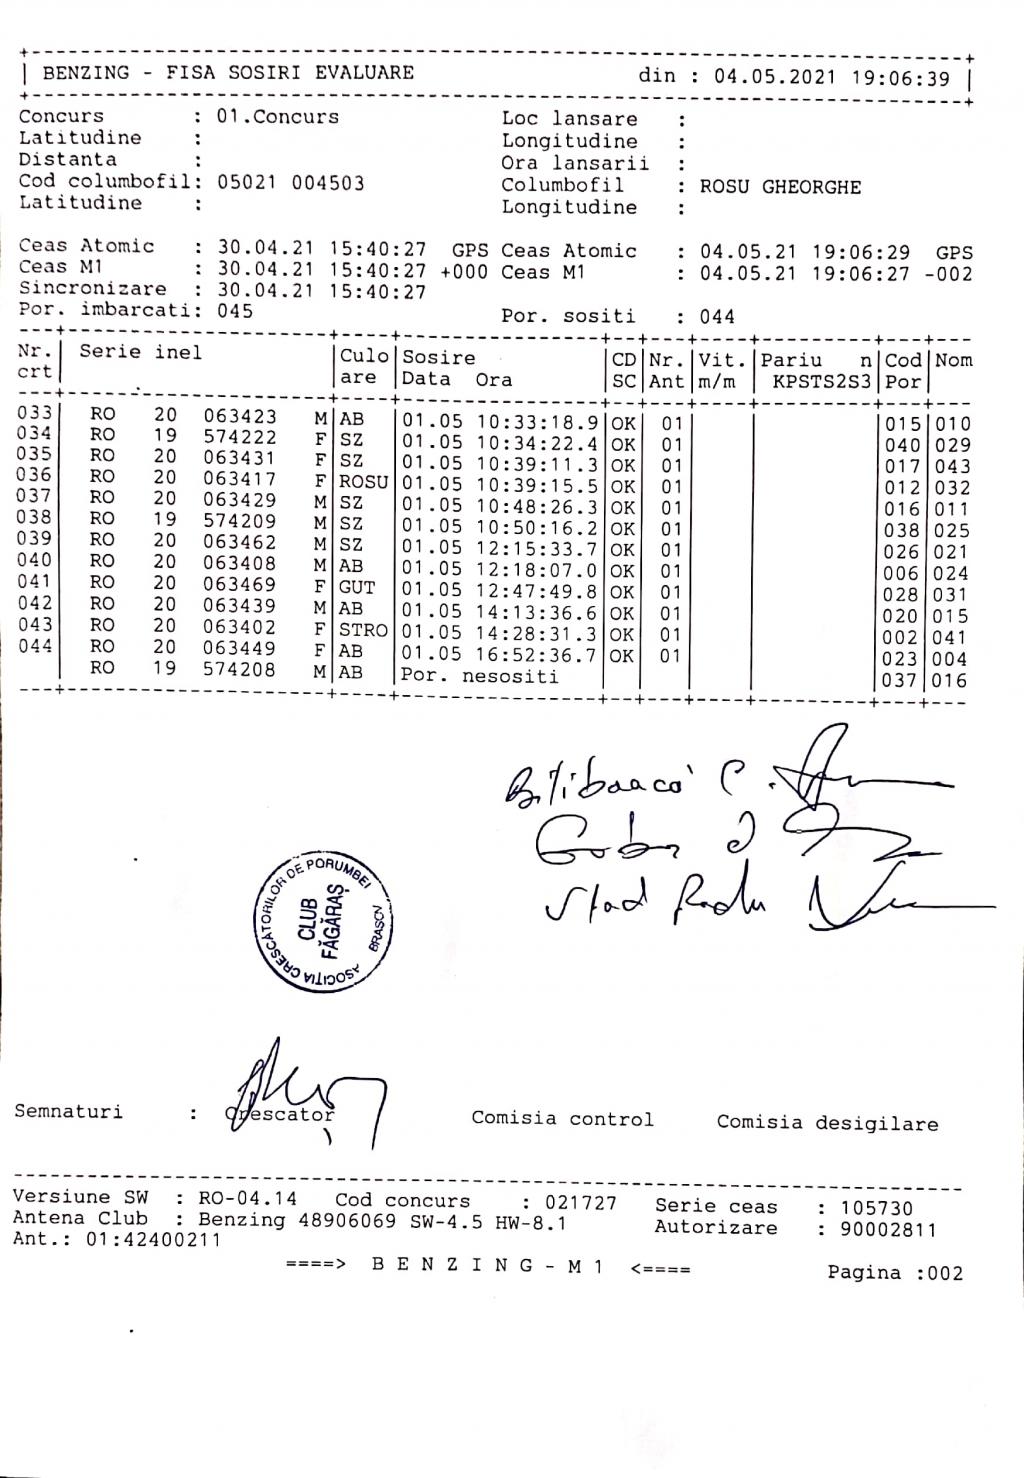 BENZING - FISA SOSIRI EVALUARE din : 04.05.2021 19:06:39
Concurs : 01.Concurs Loc lansare :
Latitudine : Longitudine :
Distanta : Ora lansarii :
Cod columbofil: 05021 004503 Columbofil : ROSU GHEORGHE
Latitudine : Longitudine :
Ceas Atomic : 30.04.21 15:40:27 GPS Ceas Atomic : 04.05.21 19:06:29 GPS
Ceas M1 : 30.04.21 15:40:27 +000 Ceas M1 : 04.05.21 19:06:27 -002
Sincronizare : 30.04.21 15:40:27
Por. imbarcati: 045 Por. sositi : 044
Nr. Serie inel Culo Sosire CD Nr. Vit. Pariu n Cod Nom
crt are Data Ora SC Ant m/m KPSTS2S3 Por
033 RO 20 063423 M AB 01.05 10:33:18.9 OK 01 015 010
034 RO 19 574222 F SZ 01.05 10:34:22.4 OK 01 040 029
035 RO 20 063431 F SZ 01.05 10:39:11.3 OK 01 017 043
036 RO 20 063417 F ROSU 01.05 10:39:15.5 OK 01 012 032
037 RO 20 063429 M SZ 01.05 10:48:26.3 OK 01 016 011
038 RO 19 574209 M SZ 01.05 10:50:16.2 OK 01 038 025
039 RO 20 063462 M SZ 01.05 12:15:33.7 OK 01 026 021
040 RO 20 063408 M AB 01.05 12:18:07.0 OK 01 006 024
041 RO 20 063469 F GUT 01.05 12:47:49.8 OK 01 028 031
042 RO 20 063439 M AB 01.05 14:13:36.6 OK 01 020 015
043 RO 20 063402 F STRO 01.05 14:28:31.3 OK 01 002 041
044 RO 20 063449 F AB 01.05 16:52:36.7 OK 01 023 004
RO 19 574208 M AB Por. nesositi 037 016
Vlad Radu
ASOCIȚIA CRESCĂTORILOR DE PORUMBEI
BRAȘOV
CLUB
FĂGĂRAȘ
Semnaturi : Crescator Comisia control Comisia desigilare
Versiune SW : RO-04.14 Cod concurs : 021727 Serie ceas : 105730
Antena Club : Benzing 48906069 SW-4.5 HW-8.1 Autorizare : 90002811
Ant.: 01:42400211
====> B E N Z I N G - M 1 <====
Pagina :002